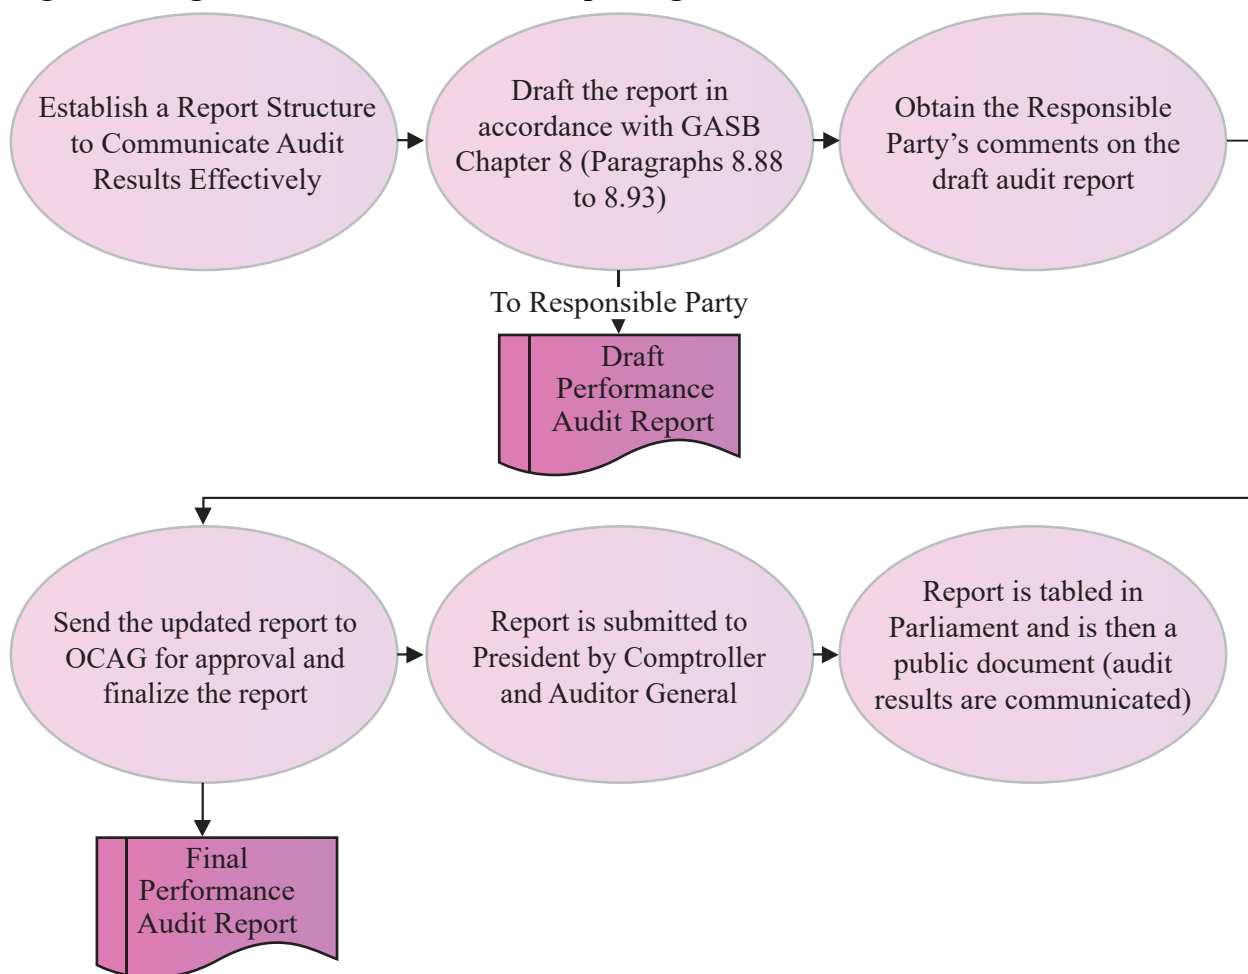 Establish a Report Structure
to Communicate Audit
Results Effectively
Draft the report in
accordance with GASB
Chapter 8 (Paragraphs 8.88
to 8.93)
Obtain the Responsible
Party's comments on the
draft audit report
To Responsible Party
Draft
Performance
Audit Report
Send the updated report to
OCAG for approval and
finalize the report
Report is submitted to
President by Comptroller
and Auditor General
Report is tabled in
Parliament and is then a
public document (audit
results are communicated)
Final
Performance
Audit Report